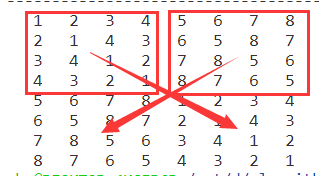 1 2 3 4 5 6 7 8
2 1 4 3 6 5 8 7
3 4 1 2 7 8 5 6
4 3 2 1 8 7 6 5
5 6 7 8 1 2 3 4
6 5 8 7 2 1 4 3
7 8 5 6 3 4 1 2
8 7 6 5 4 3 2 1